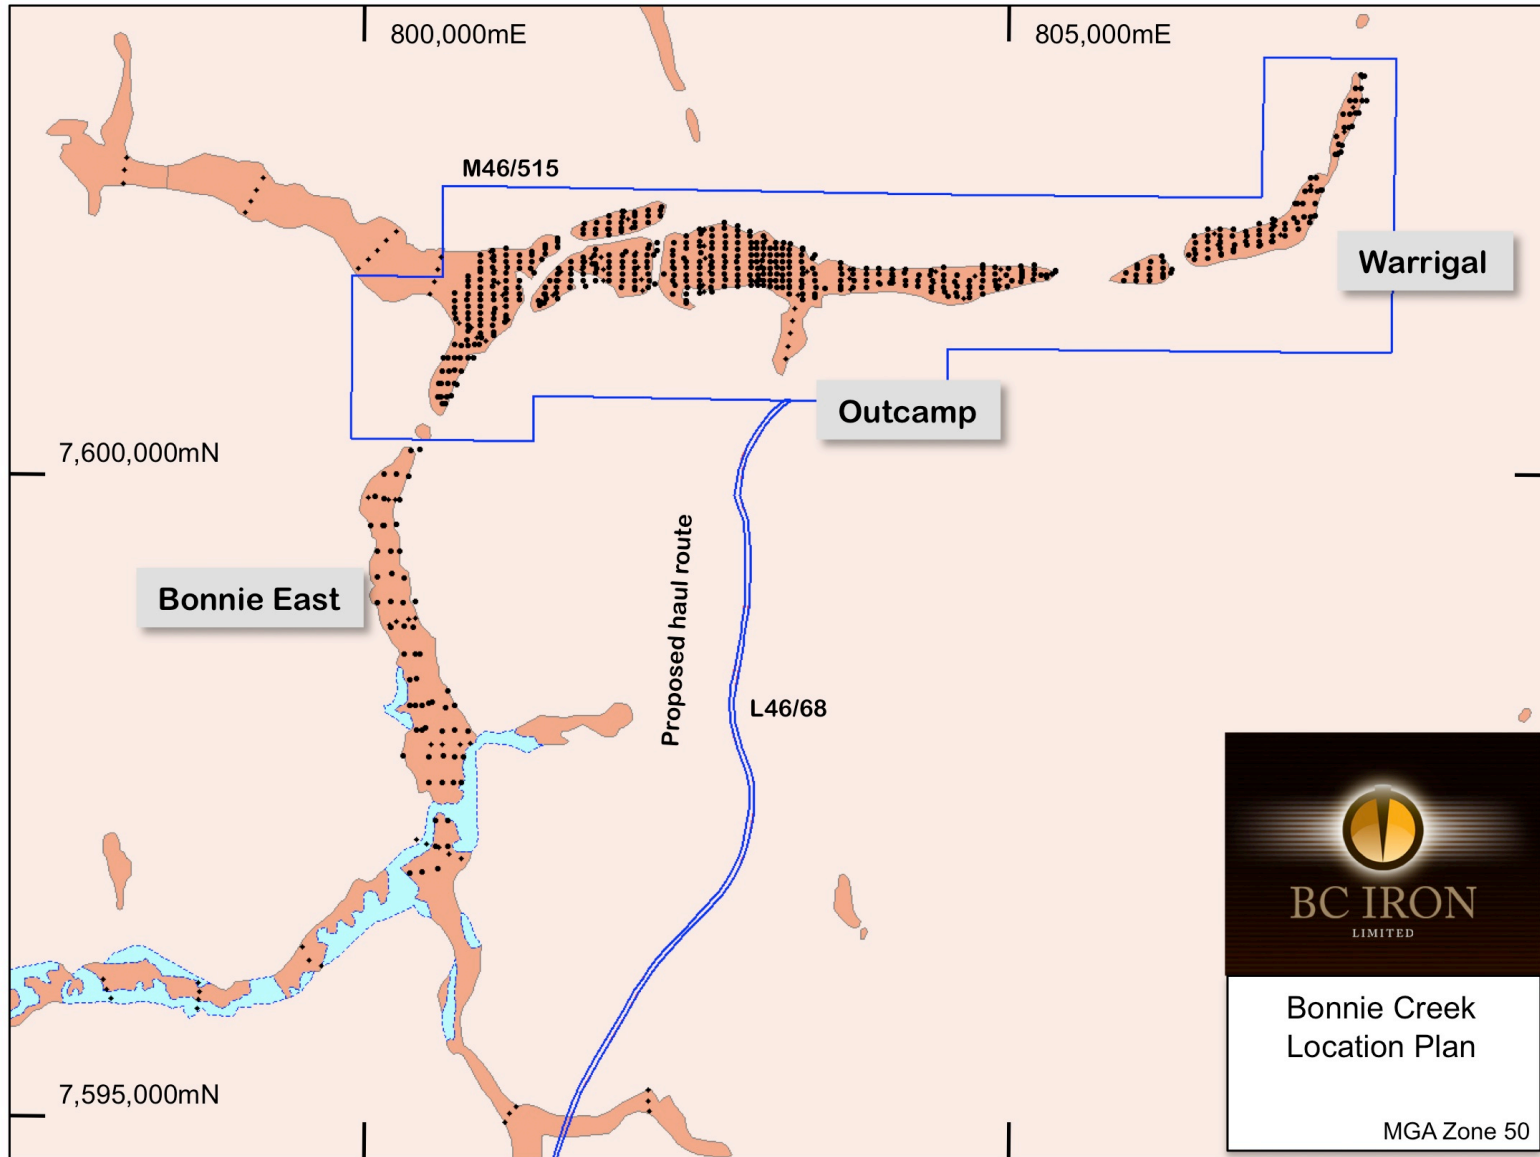 800,000mE
805,000mE
M46/515
Warrigal
Outcamp
7,600,000mN
Bonnie East
Proposed haul route
L46/68
BC IRON
LIMITED
Bonnie Creek
Location Plan
7,595,000mN
MGA Zone 50